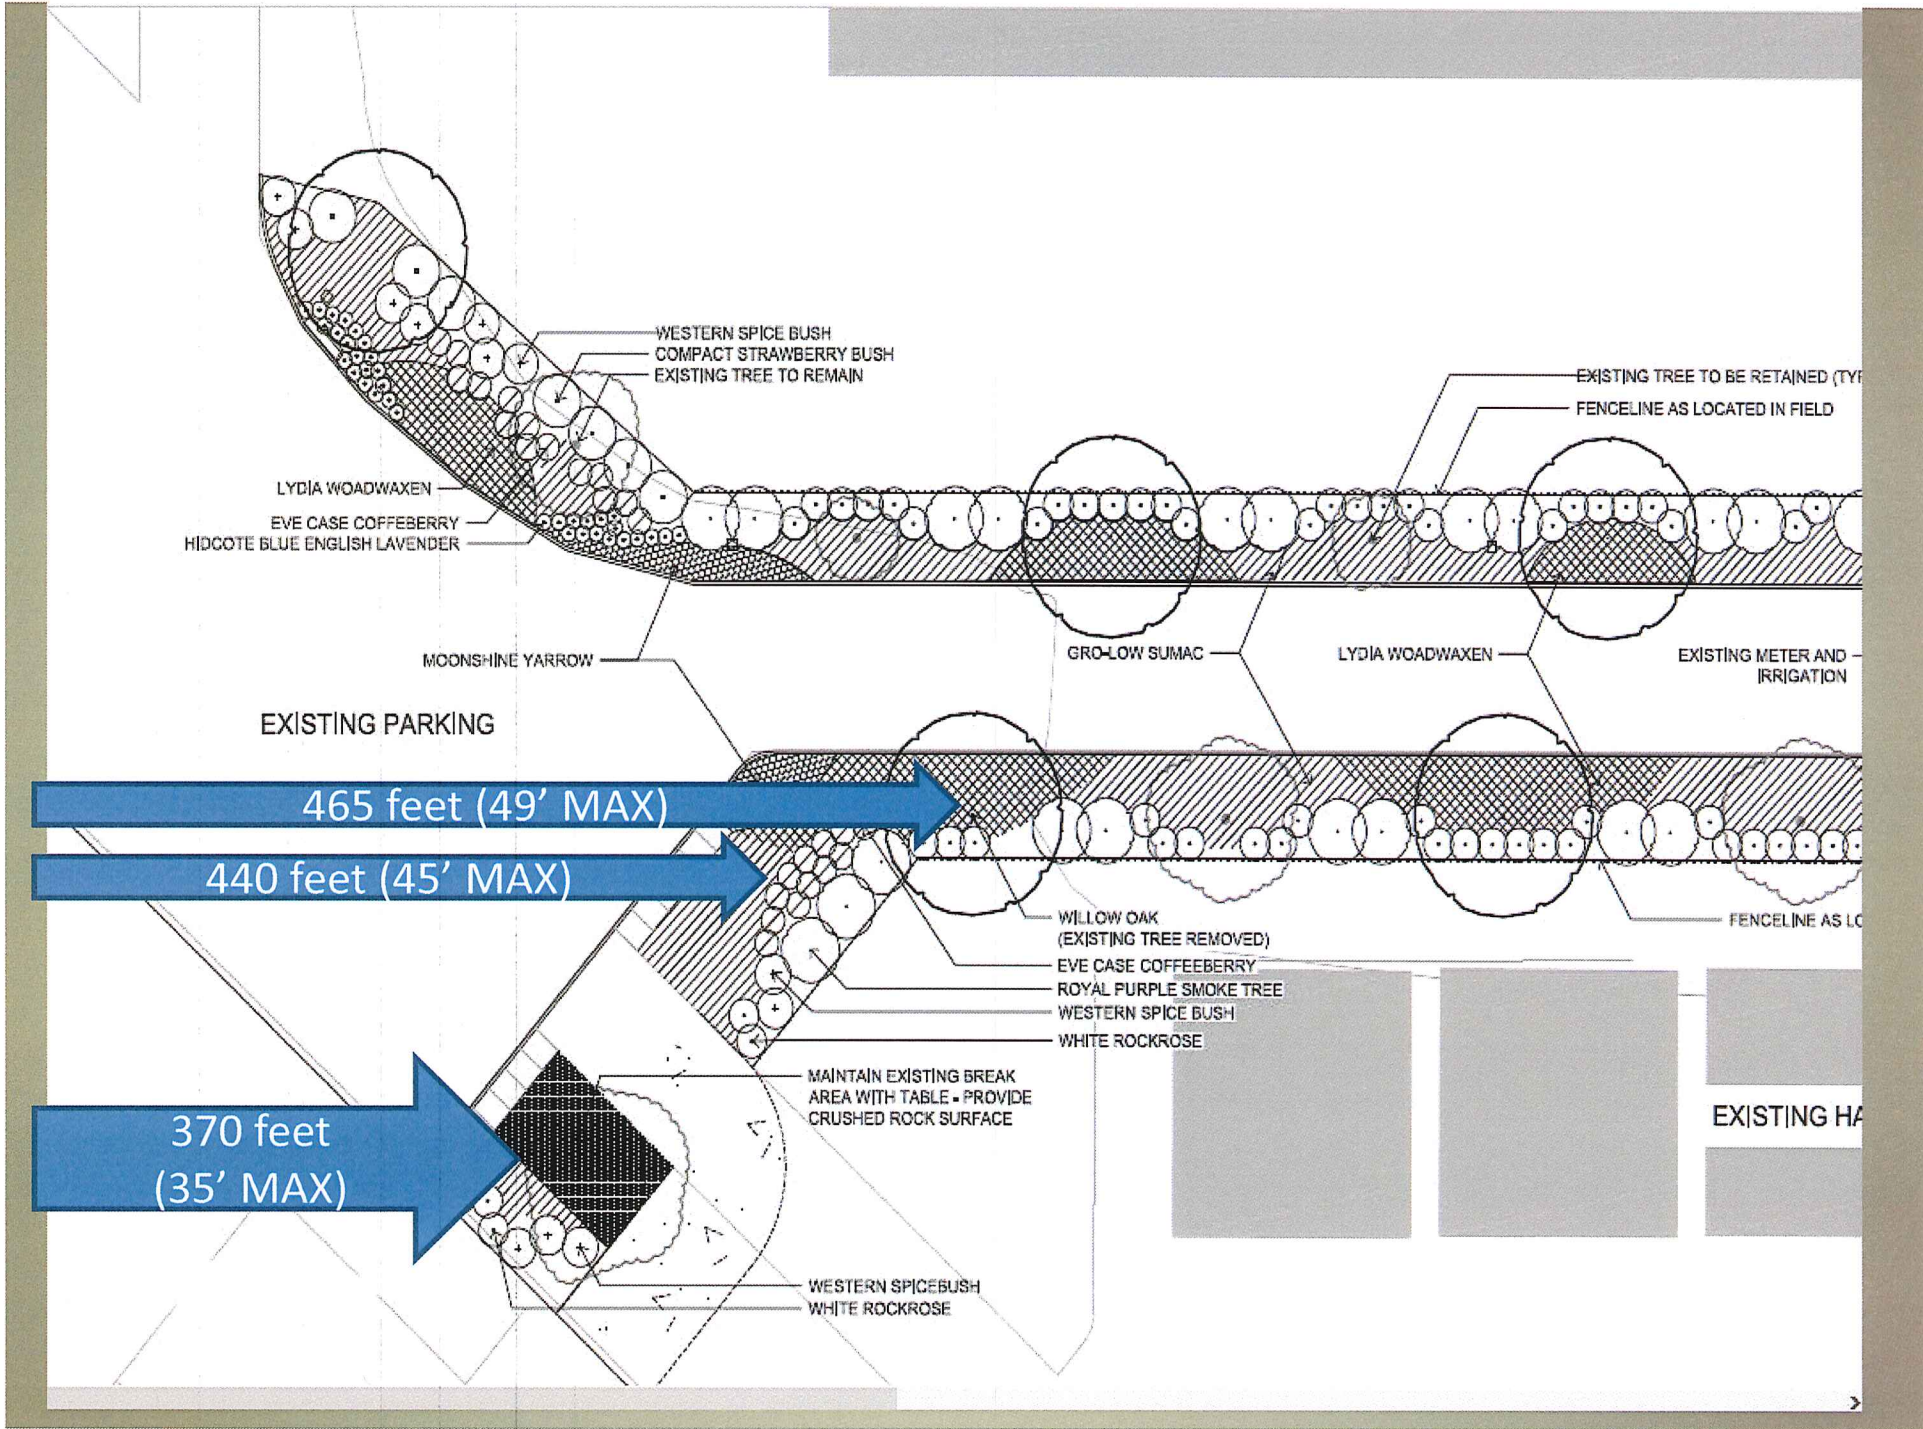 WESTERN SPICE BUSH
COMPACT STRAWBERRY BUSH
EXISTING TREE TO REMAIN
EXISTING TREE TO BE RETAINED (TYP
FENCELINE AS LOCATED IN FIELD
LYDIA WOADWAXEN
EVE CASE COFFEBERRY
HIDCOTE BLUE ENGLISH LAVENDER
MOONSHINE YARROW
GRO-LOW SUMAC
LYDIA WOADWAXEN
EXISTING METER AND
IRRIGATION
EXISTING PARKING
465 feet (49’ MAX)
440 feet (45’ MAX)
WILLOW OAK
(EXISTING TREE REMOVED)
FENCELINE AS LO
EVE CASE COFFEEBERRY
ROYAL PURPLE SMOKE TREE
WESTERN SPICE BUSH
WHITE ROCKROSE
MAINTAIN EXISTING BREAK
AREA WITH TABLE - PROVIDE
CRUSHED ROCK SURFACE
EXISTING HA
370 feet
(35’ MAX)
WESTERN SPICEBUSH
WHITE ROCKROSE